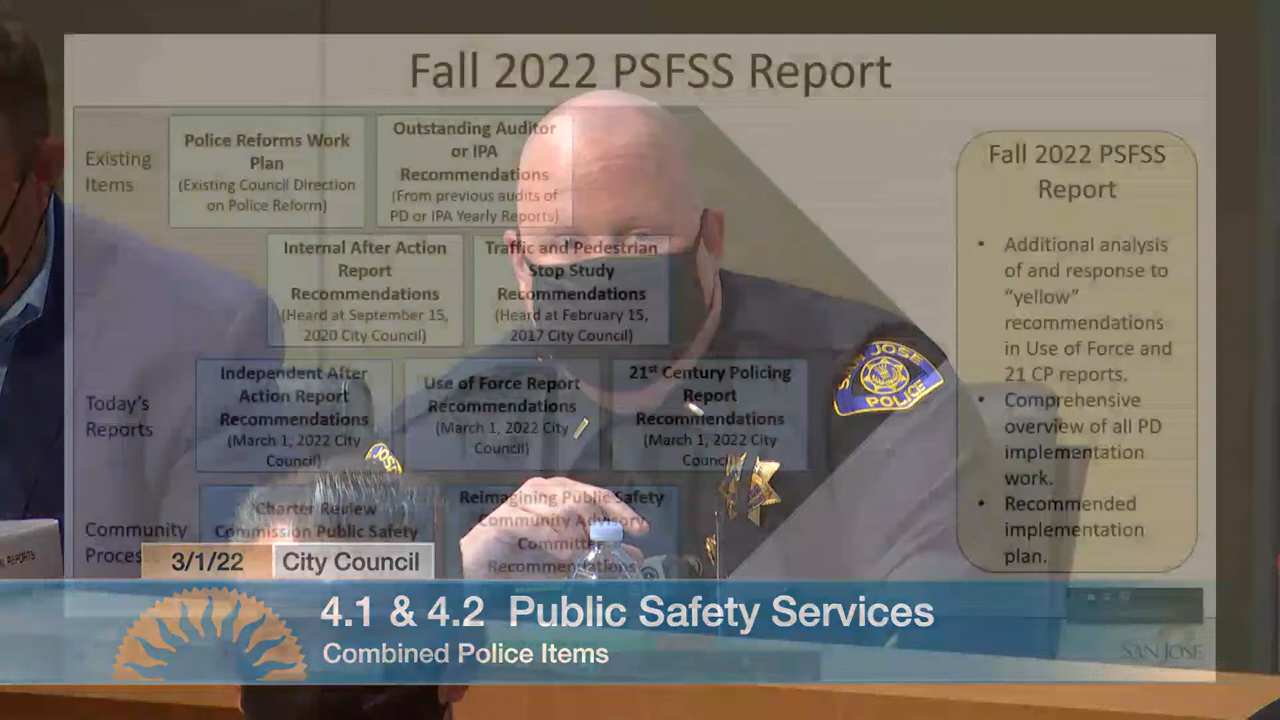 Fall 2022 PSFSS Report
Existing
Items
Police Reforms Work
Plan
(Existing Council Direction
on Police Reform)
Outstanding Auditor
or IPA
Recommendations
(From previous audits of
PD or IPA Yearly Reports)
Internal After Action
Report
Recommendations
(Heard at September 15,
2020 City Council)
Traffic and Pedestrian
Stop Study
Recommendations
(Heard at February 15,
2017 City Council)
Today's
Reports
Independent After
Action Report
Recommendations
(March 1, 2022 City
Council)
Use of Force Report
Recommendations
(March 1, 2022 City
Council)
21st Century Policing
Report
Recommendations
(March 1, 2022 City
Council)
Community
Charter Review
Commission Public Safety
Reimagining Public Safety
Community Advisory
Committee
Recommendations
Fall 2022 PSFSS
Report
• Additional analysis
of and response to
"yellow"
recommendations
in Use of Force and
21 CP reports.
• Comprehensive
overview of all PD
implementation
work.
• Recommended
implementation
plan.
SAN JOSE
POLICE
JOSE
REPORTS
3/1/22 City Council
4.1 & 4.2 Public Safety Services
Combined Police Items
SAN JOSE